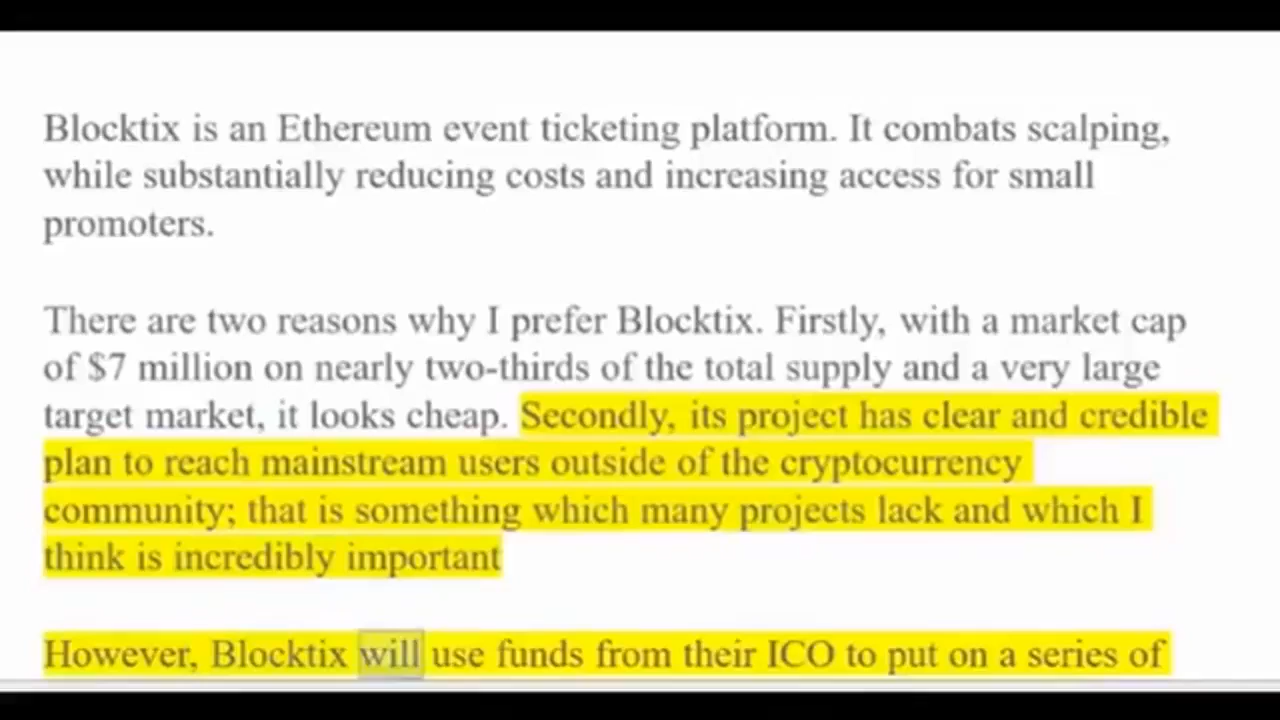 Blocktix is an Ethereum event ticketing platform. It combats scalping,
while substantially reducing costs and increasing access for small
promoters.
There are two reasons why I prefer Blocktix. Firstly, with a market cap
of $7 million on nearly two-thirds of the total supply and a very large
target market, it looks cheap. Secondly, its project has clear and credible
plan to reach mainstream users outside of the cryptocurrency
community; that is something which many projects lack and which I
think is incredibly important
However, Blocktix will use funds from their ICO to put on a series of